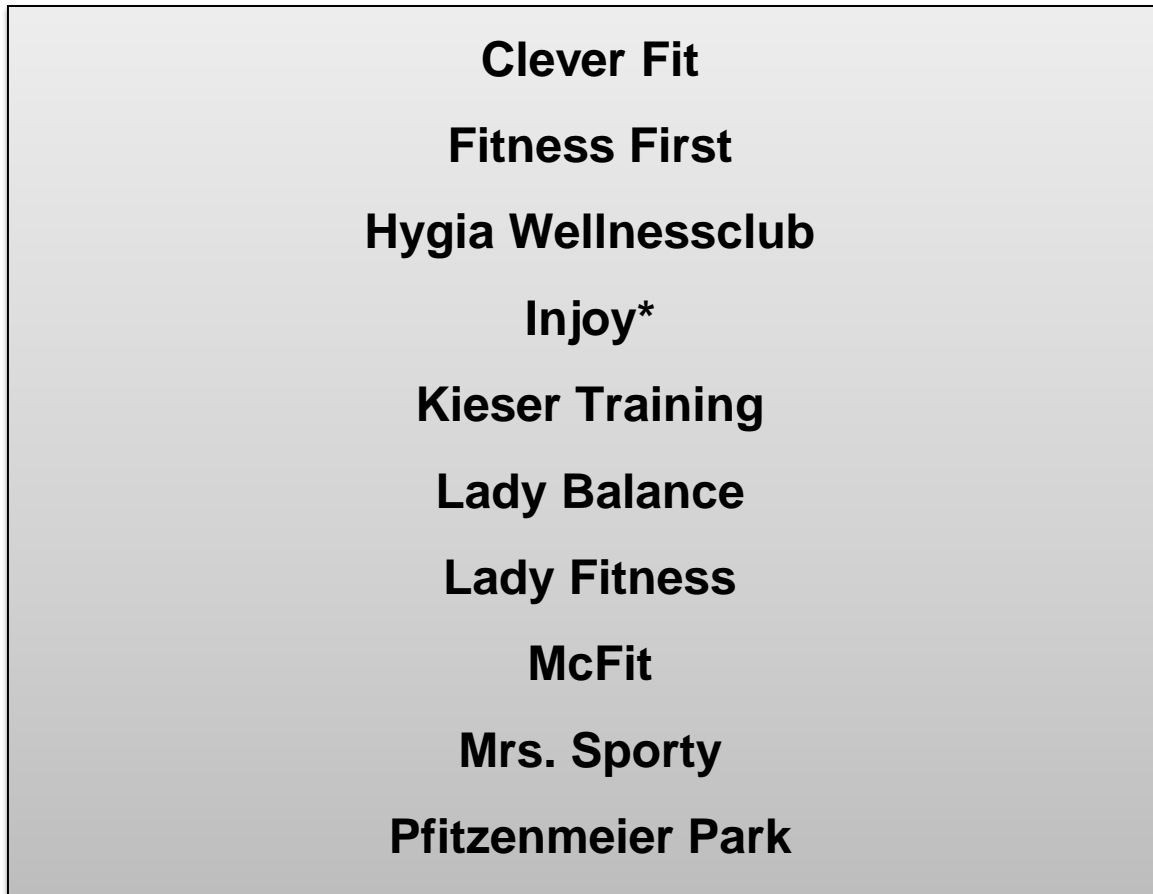 Clever Fit
Fitness First
Hygia Wellnessclub
Injoy*
Kieser Training
Lady Balance
Lady Fitness
McFit
Mrs. Sporty
Pfitzenmeier Park